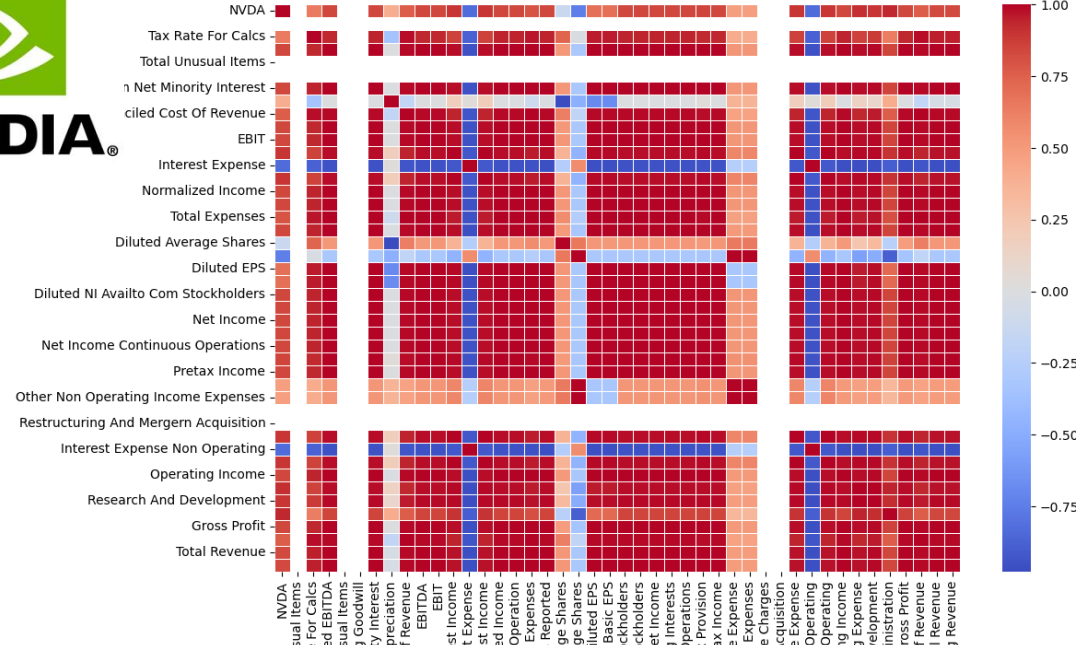 NVDA
Tax Rate For Calcs
Total Unusual Items
Net Minority Interest
ciled Cost Of Revenue
EBIT
Interest Expense
Normalized Income
Total Expenses
Diluted Average Shares
Diluted EPS
Diluted NI Availto Com Stockholders
Net Income
Net Income Continuous Operations
Pretax Income
Other Non Operating Income Expenses
Restructuring And Mergern Acquisition
Interest Expense Non Operating
Operating Income
Research And Development
Gross Profit
Total Revenue
DIA®
1.00
0.75
0.50
0.25
0.00
−0.25
−0.50
−0.75
NVDA
sual Items
For Calcs
ed EBITDA
sual Items
Goodwill
y Interest
preciation
f Revenue
EBITDA
EBIT
st Income
t Expense
st Income
ed Income
Operation
Expenses
Reported
ge Shares
ge Shares
iluted EPS
Basic EPS
ckholders
ckholders
et Income
Interests
Operations
Provision
ax Income
Expense
Expenses
Charges
cquisition
Expense
Operating
Operating
g Income
Expense
velopment
inistration
ross Profit
f Revenue
l Revenue
g Revenue